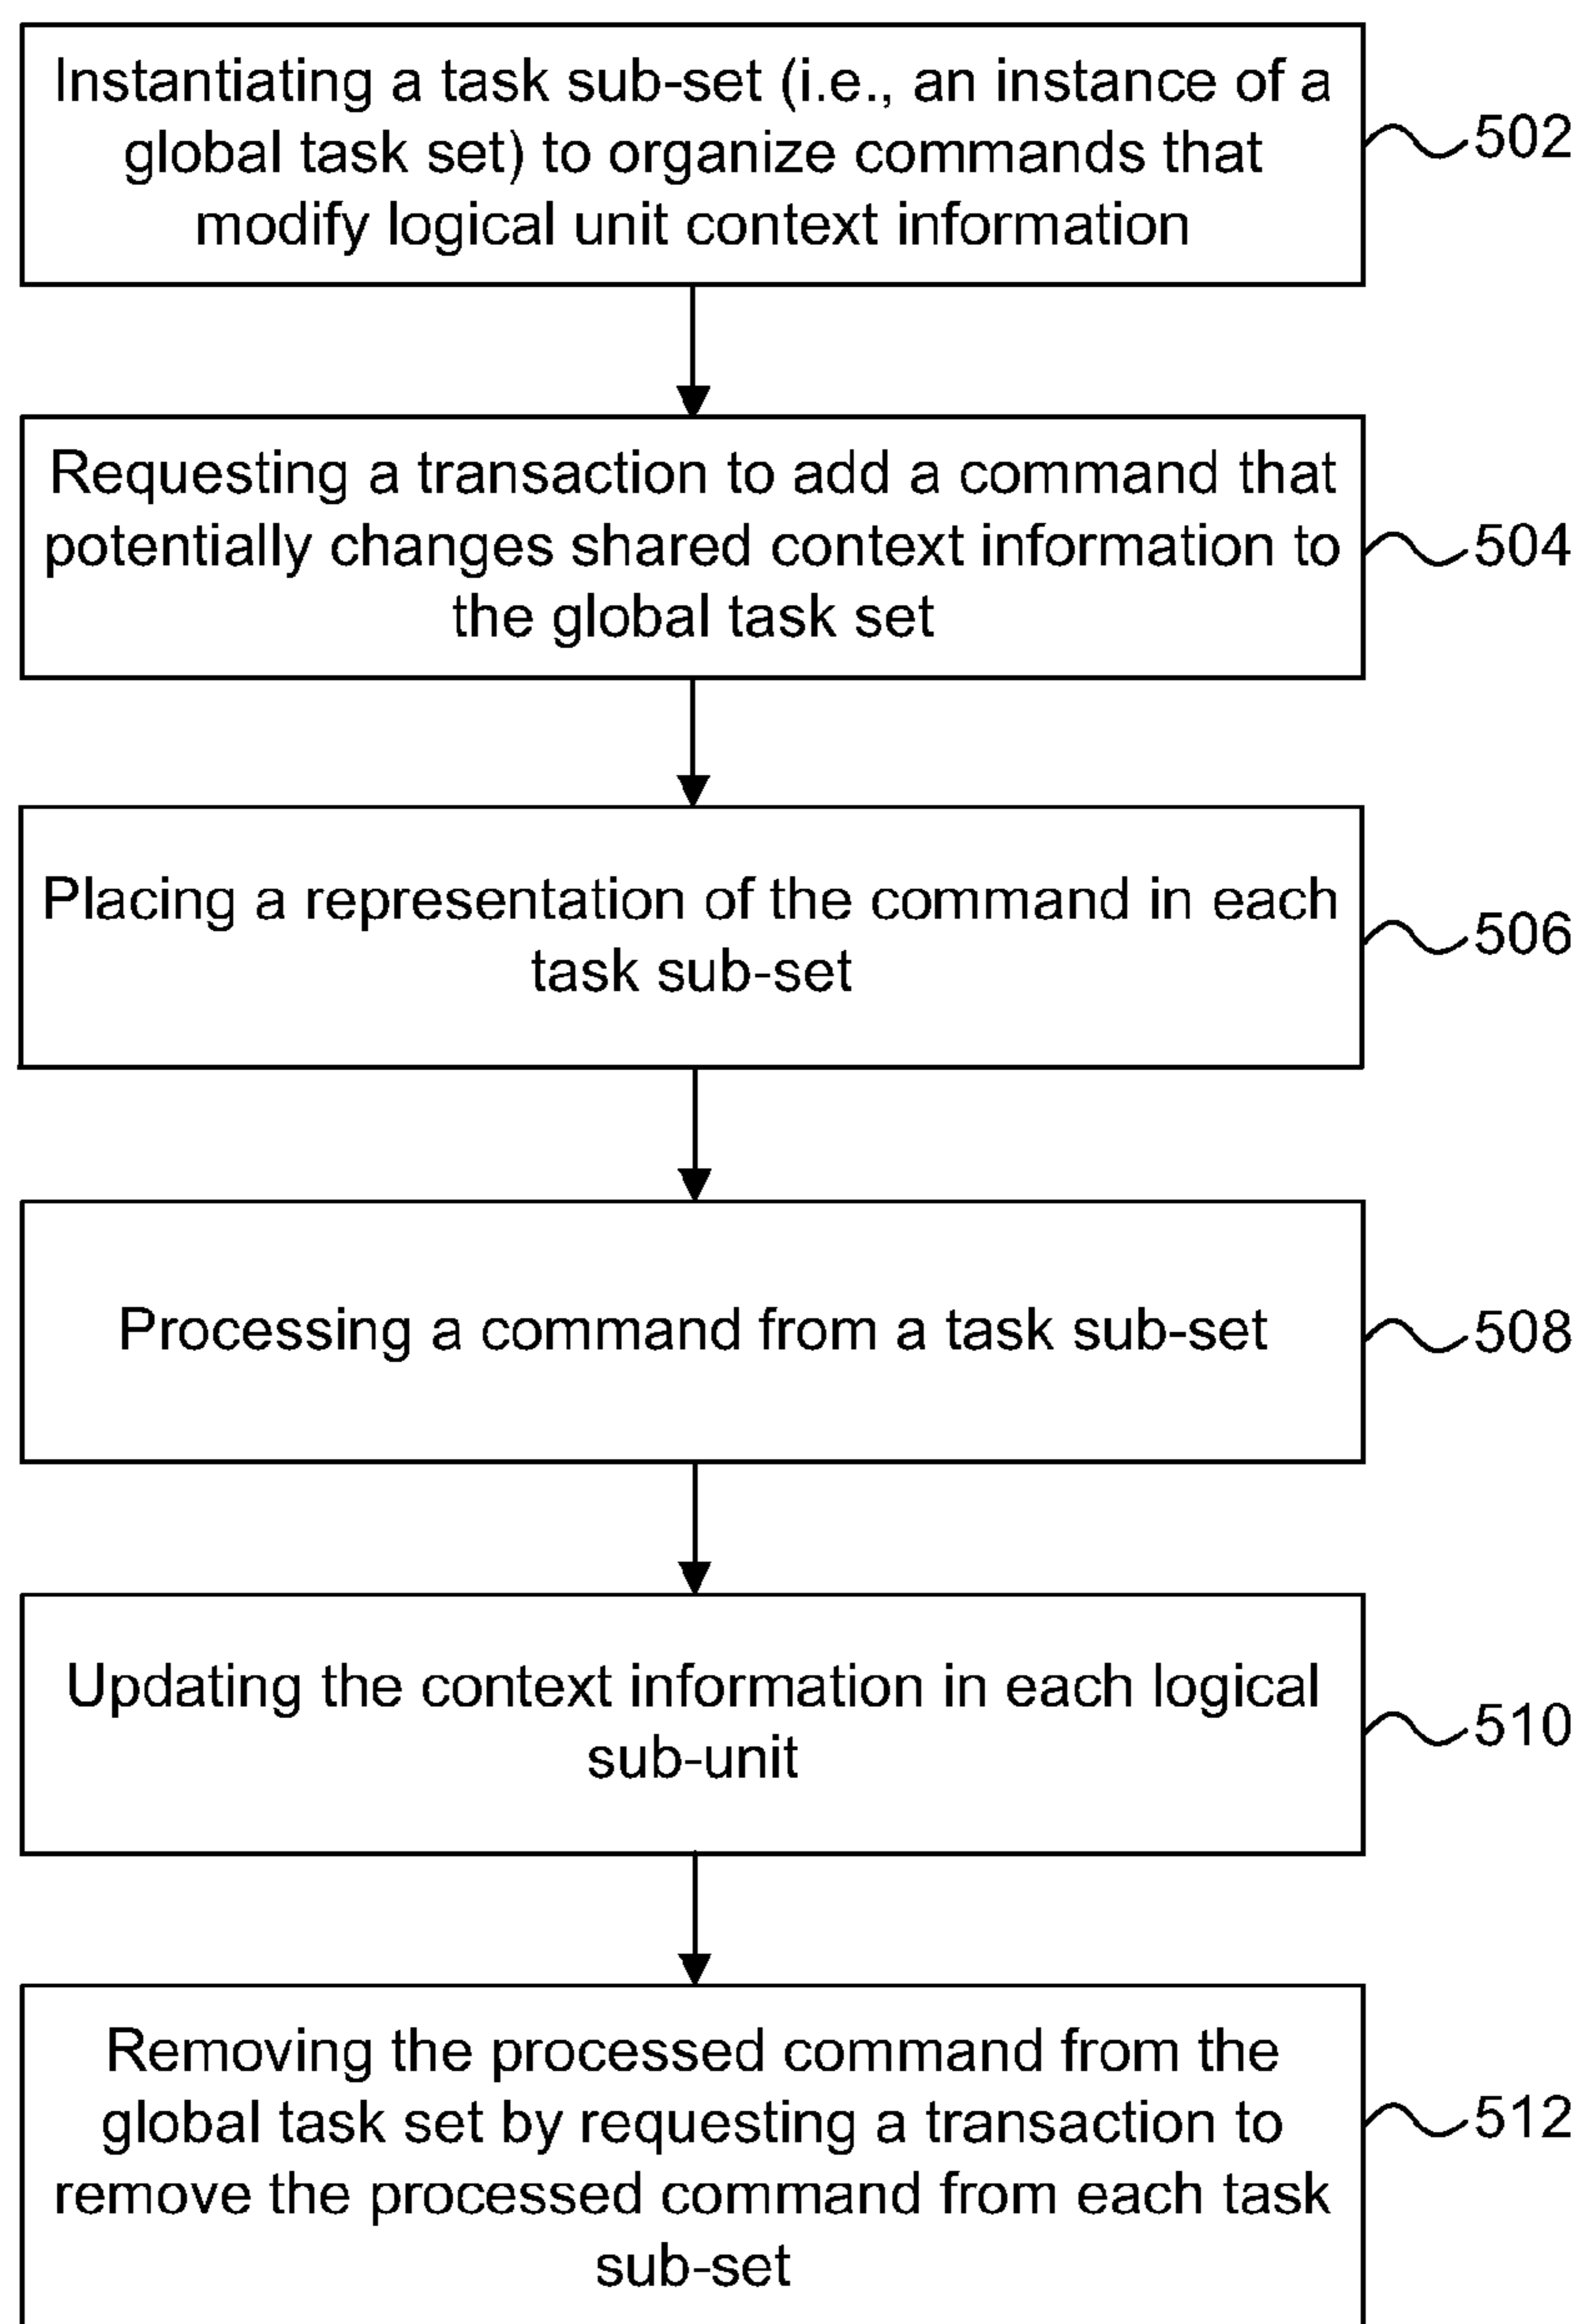 Instantiating a task sub-set (i.e., an instance of a
global task set) to organize commands that
modify logical unit context information
502
Requesting a transaction to add a command that
potentially changes shared context information to
the global task set
504
Placing a representation of the command in each
task sub-set
506
Processing a command from a task sub-set
508
Updating the context information in each logical
sub-unit
510
Removing the processed command from the
global task set by requesting a transaction to
remove the processed command from each task
sub-set
512